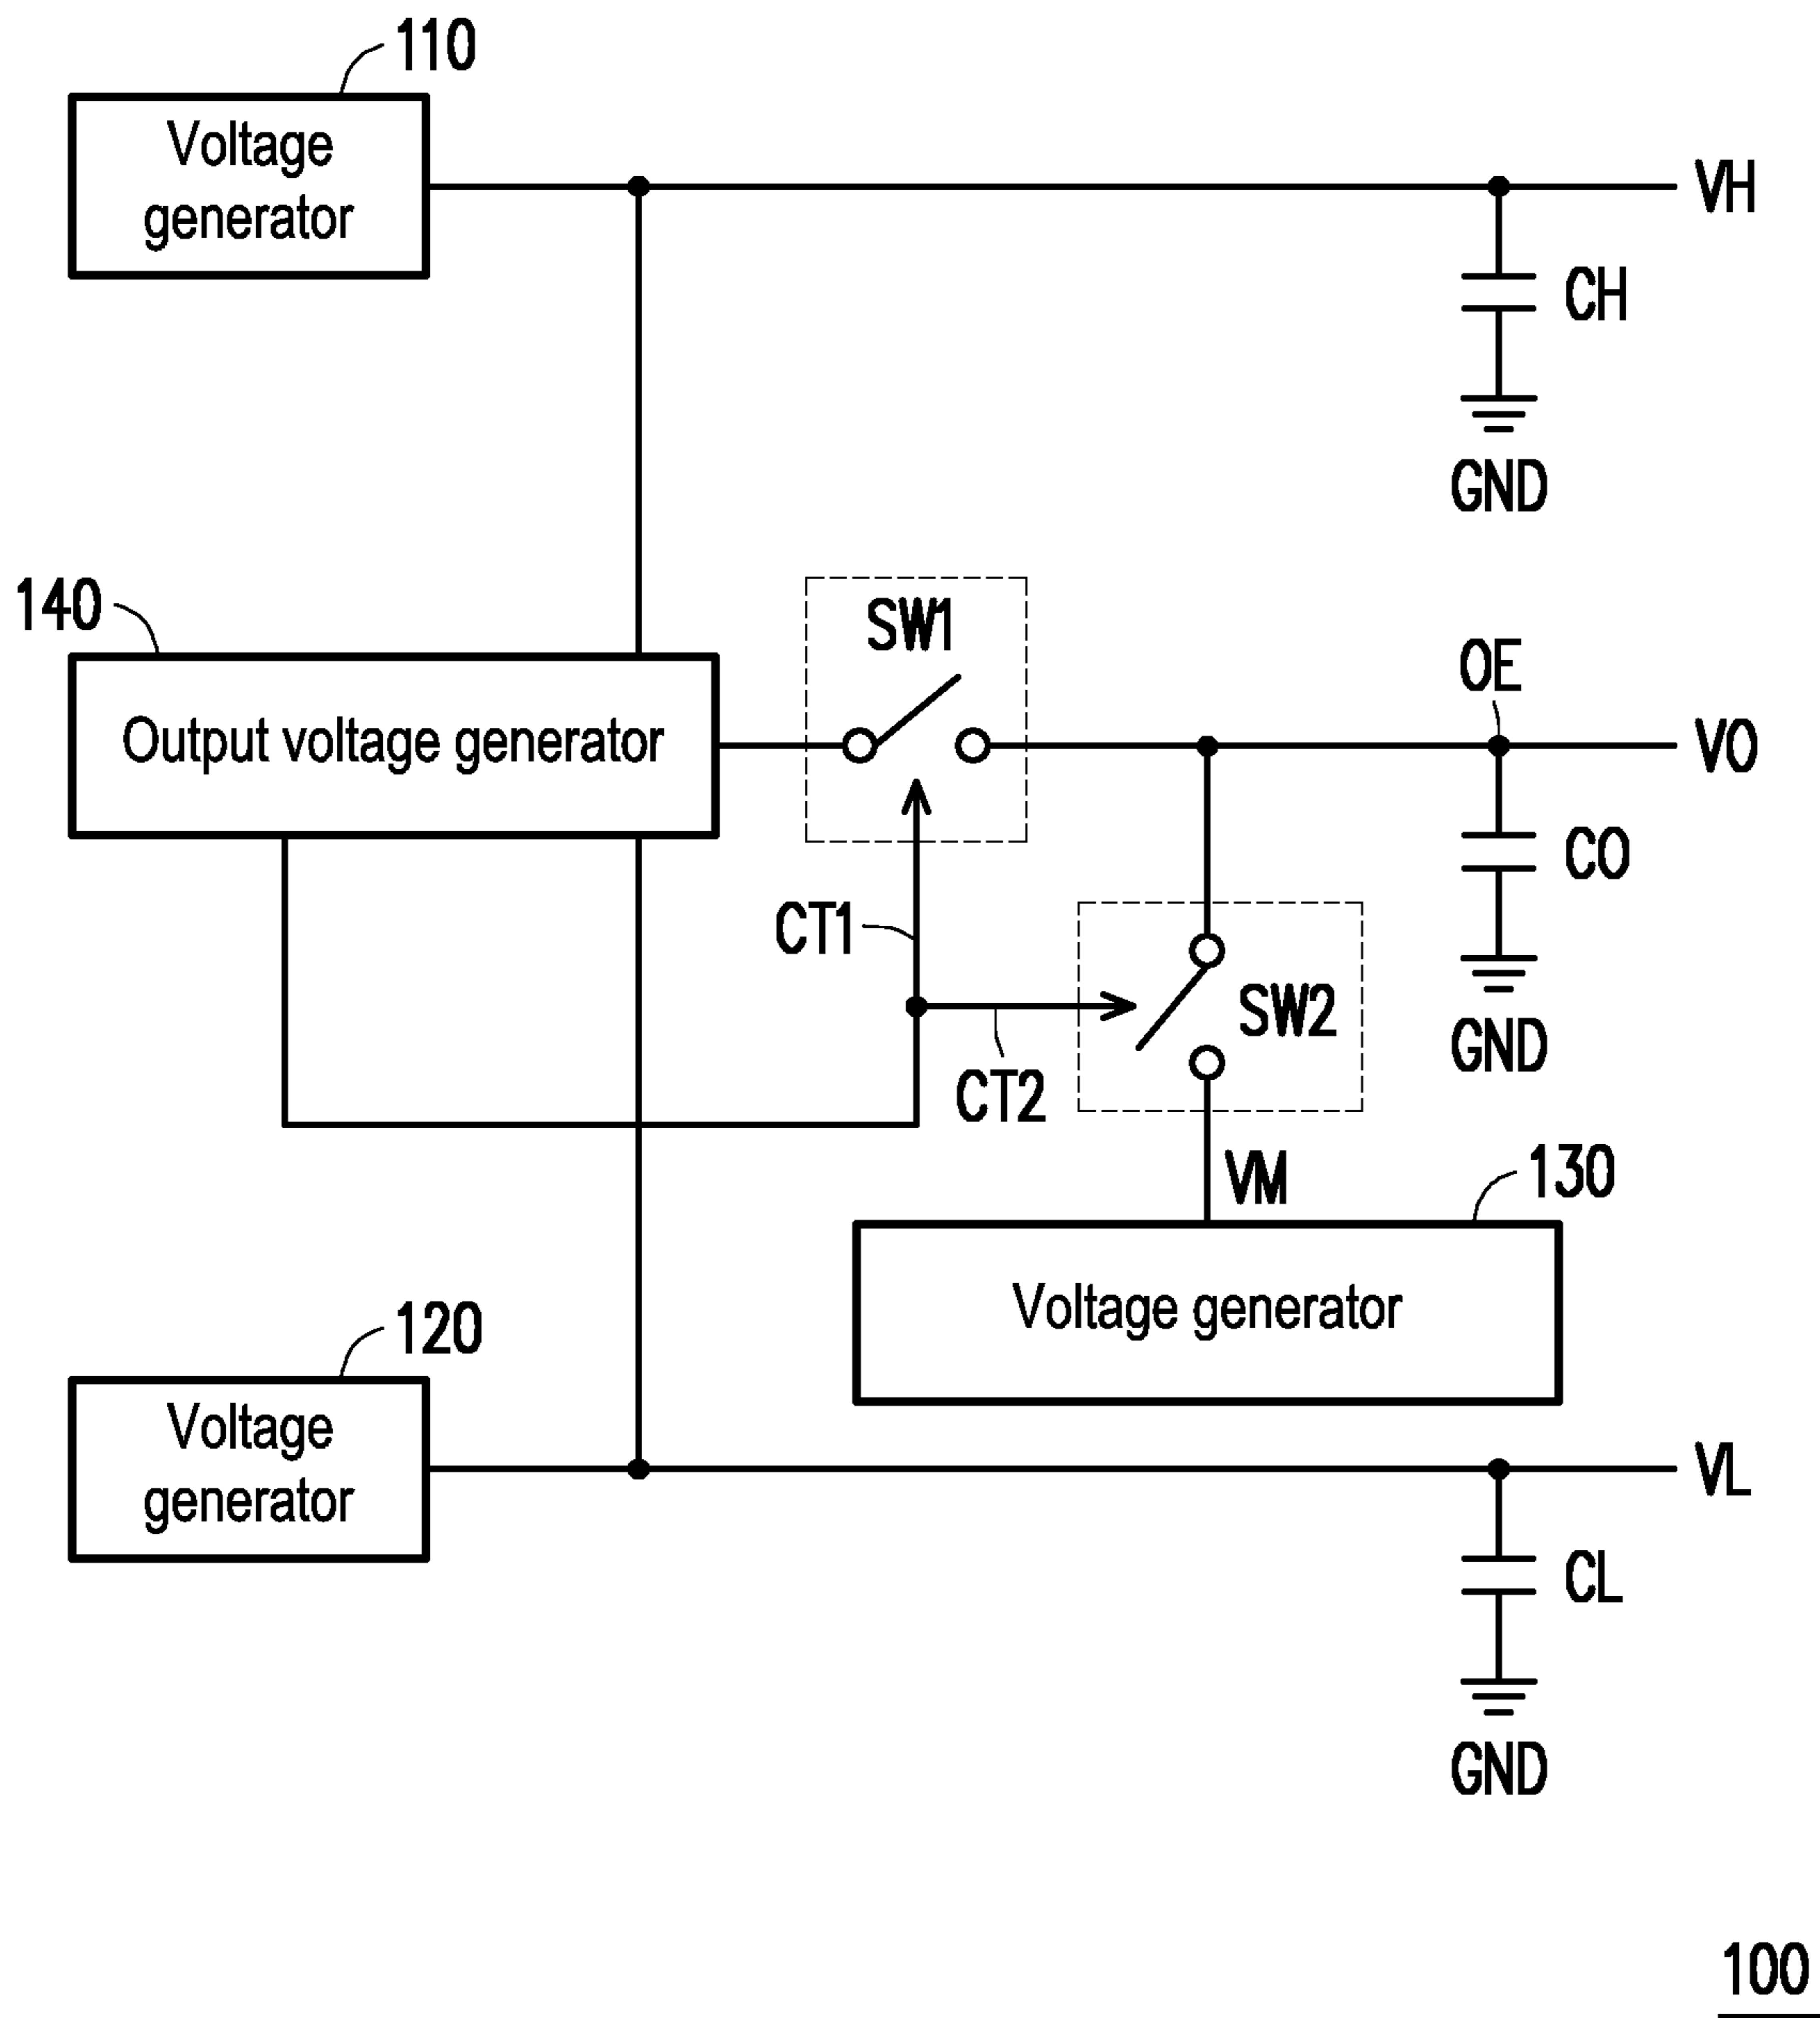 110
Voltage
generator
VH
CH
GND
140
SW1
OE
Output voltage generator
VO
CO
CT1
SW2
GND
CT2
VM
130
Voltage generator
120
Voltage
generator
VL
CL
GND
100